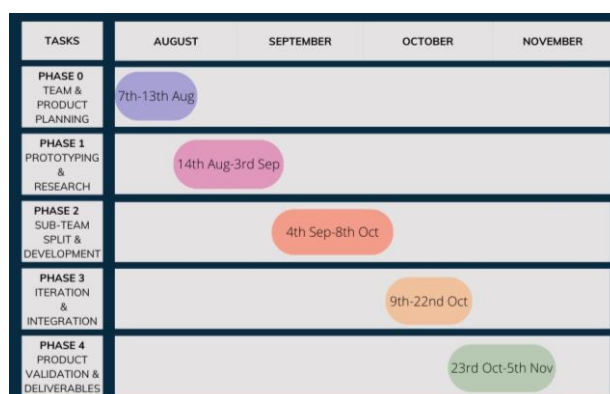 TASKS AUGUST SEPTEMBER OCTOBER NOVEMBER
PHASE 0
TEAM &
PRODUCT
PLANNING
7th-13th Aug
PHASE 1
PROTOTYPING
&
RESEARCH
14th Aug-3rd Sep
PHASE 2
SUB-TEAM
SPLIT &
DEVELOPMENT
4th Sep-8th Oct
PHASE 3
ITERATION
&
INTEGRATION
9th-22nd Oct
PHASE 4
PRODUCT
VALIDATION &
DELIVERABLES
23rd Oct-5th Nov